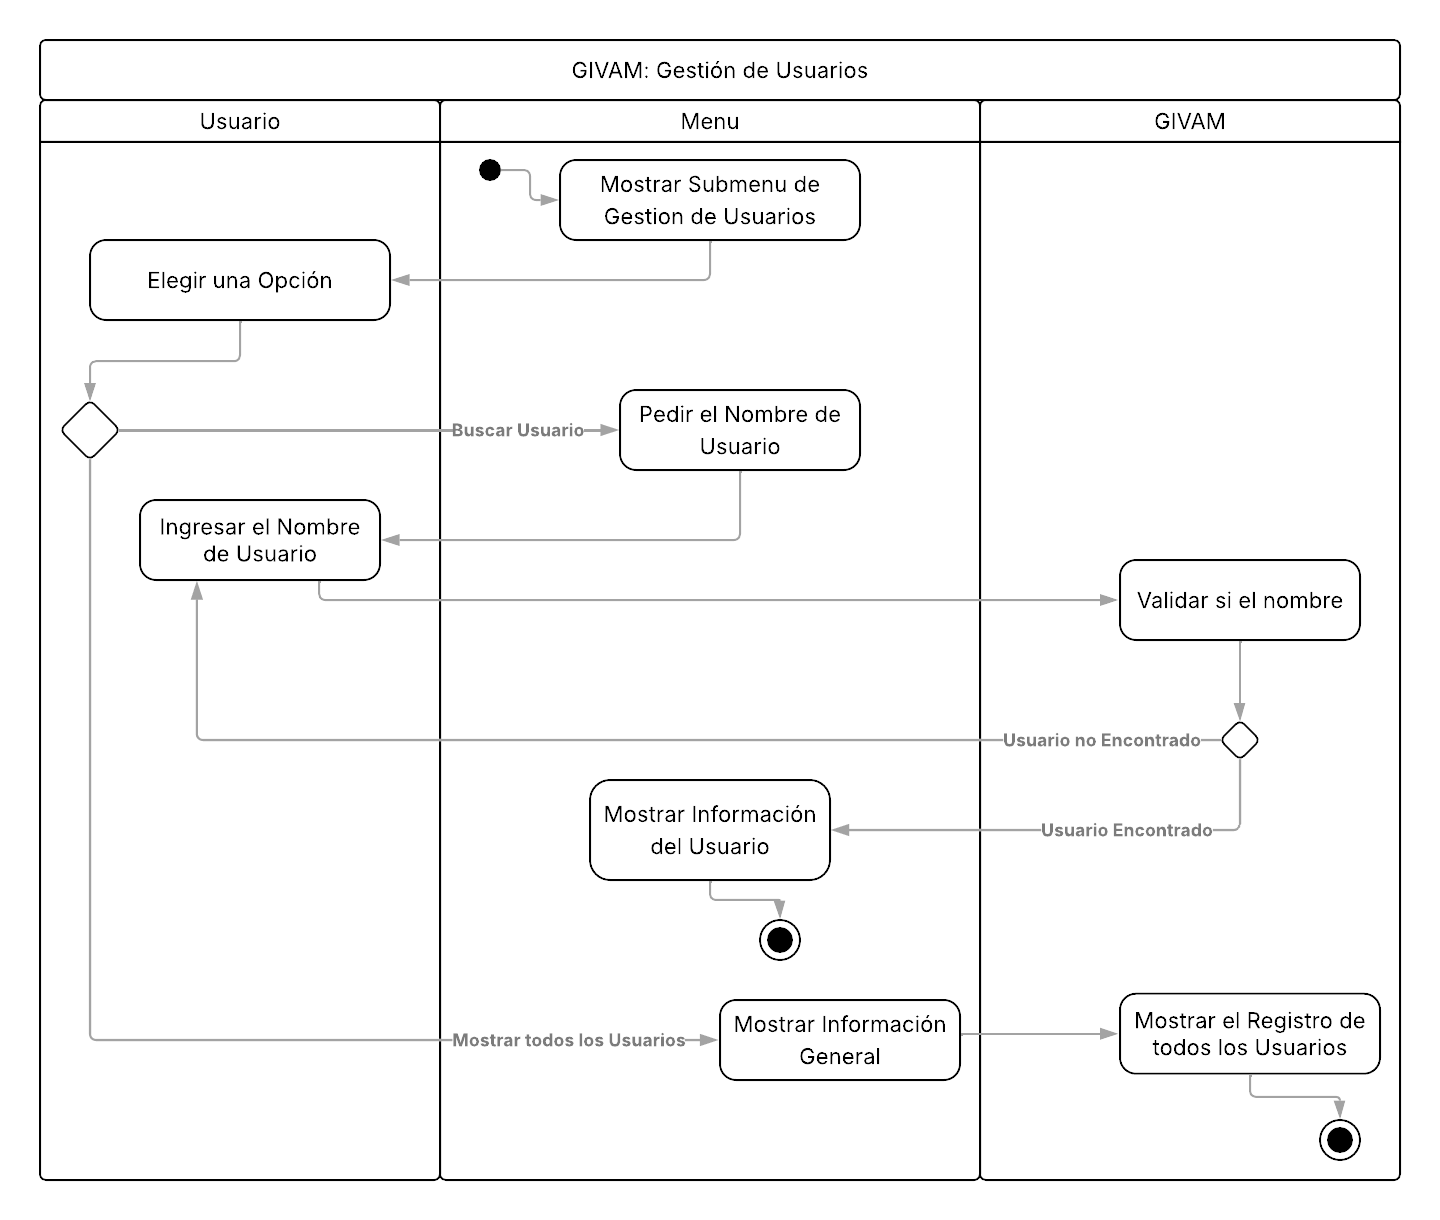 GIVAM: Gestión de Usuarios
Usuario
Menu
GIVAM
Mostrar Submenu de
Gestion de Usuarios
Elegir una Opción
Buscar Usuario
Pedir el Nombre de
Usuario
Ingresar el Nombre
de Usuario
Validar si el nombre
Usuario no Encontrado
Mostrar Información
del Usuario
Usuario Encontrado
Mostrar todos los Usuarios
Mostrar Información
General
Mostrar el Registro de
todos los Usuarios